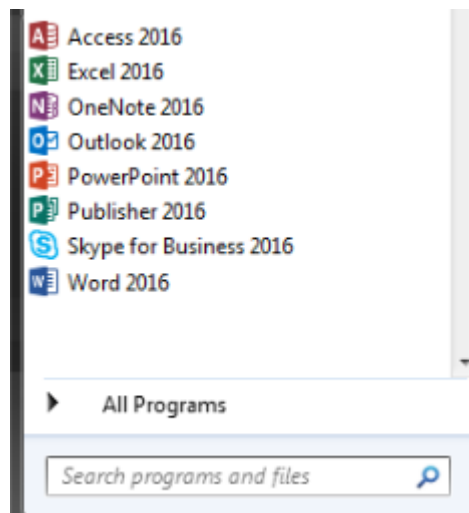 Access 2016
Excel 2016
OneNote 2016
Outlook 2016
PowerPoint 2016
Publisher 2016
Skype for Business 2016
Word 2016
All Programs
Search programs and files